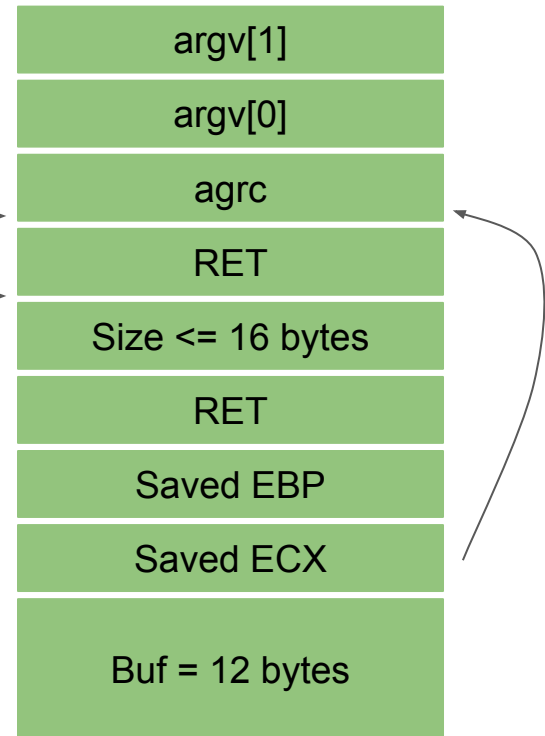 argv[1]
argv[0]
agrc
RET
Size <= 16 bytes
RET
Saved EBP
Saved ECX
Buf = 12 bytes